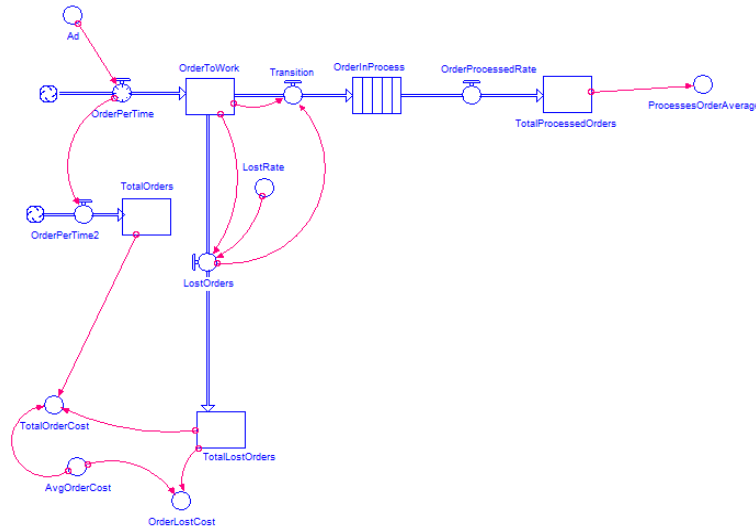 Ad
OrderToWork
Transition
OrderInProcess
OrderProcessedRate
OrderPerTime
TotalProcessedOrders
ProcessesOrderAverage
LostRate
TotalOrders
OrderPerTime2
LostOrders
TotalOrderCost
TotalLostOrders
AvgOrderCost
OrderLostCost